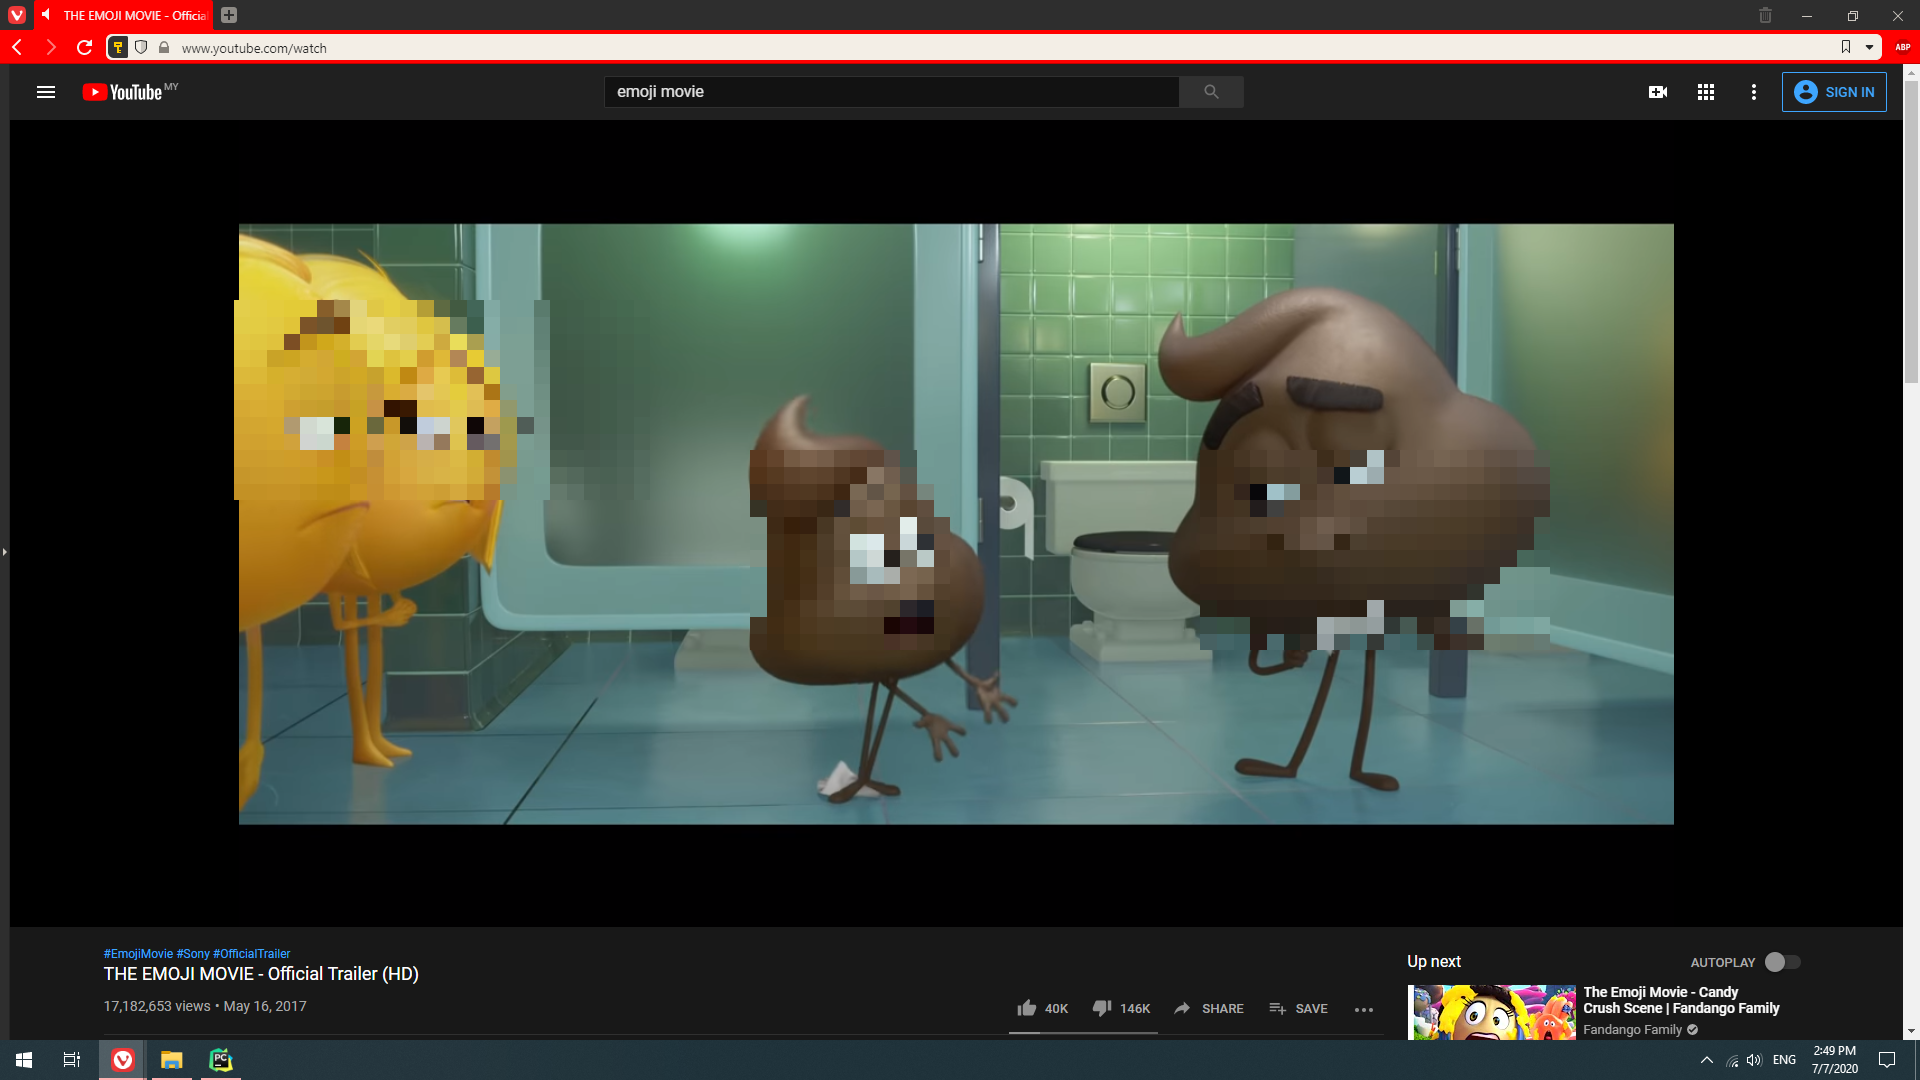 THE EMOJI MOVIE - Officia
www.youtube.com/watch
ABP
YouTube MY
emoji movie
SIGN IN
#EmojiMovie #Sony #OfficialTrailer
THE EMOJI MOVIE - Official Trailer (HD)
17,182,653 views • May 16, 2017
40K
146K
SHARE
SAVE
Up next
AUTOPLAY
The Emoji Movie - Candy
Crush Scene | Fandango Family
Fandango Family
PC
ENG
2:49 PM
7/7/2020